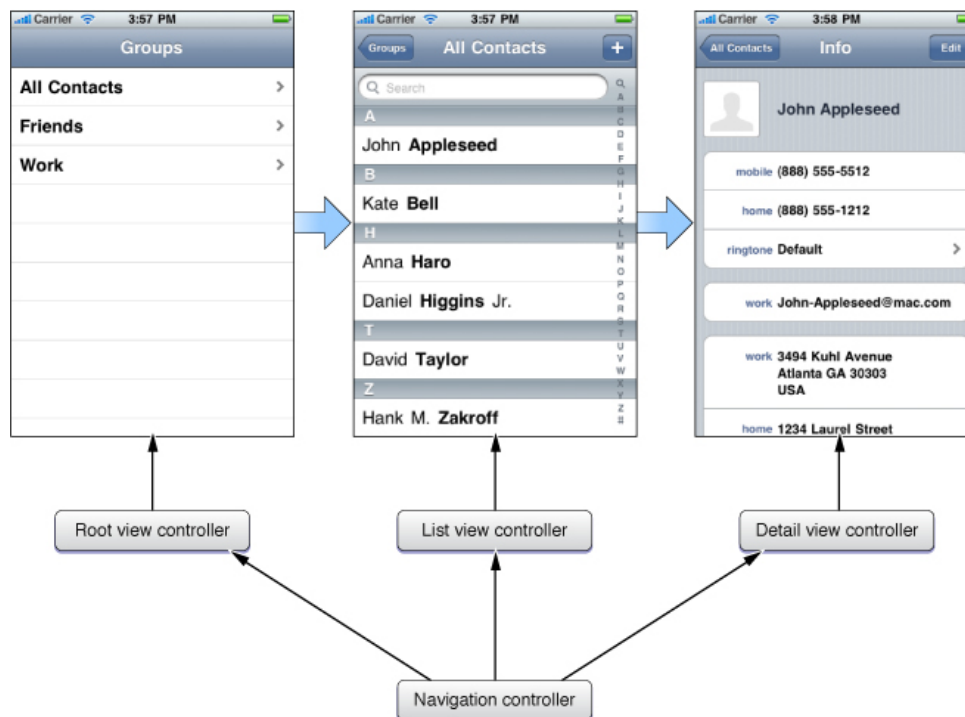 Carrier 3:57 PM
Groups
All Contacts
Friends
Work
Carrier 3:57 PM
Groups All Contacts +
Search
A
John Appleseed
B
Kate Bell
H
Anna Haro
Daniel Higgins Jr.
T
David Taylor
Z
Hank M. Zakroff
A
B
C
D
E
F
G
H
I
J
K
L
M
N
O
P
Q
R
S
T
U
V
W
X
Y
Z
#
Carrier 3:58 PM
All Contacts Info Edit
John Appleseed
mobile (888) 555-5512
home (888) 555-1212
ringtone Default
work John-Appleseed@mac.com
work 3494 Kuhl Avenue
Atlanta GA 30303
USA
home 1234 Laurel Street
Root view controller
List view controller
Detail view controller
Navigation controller